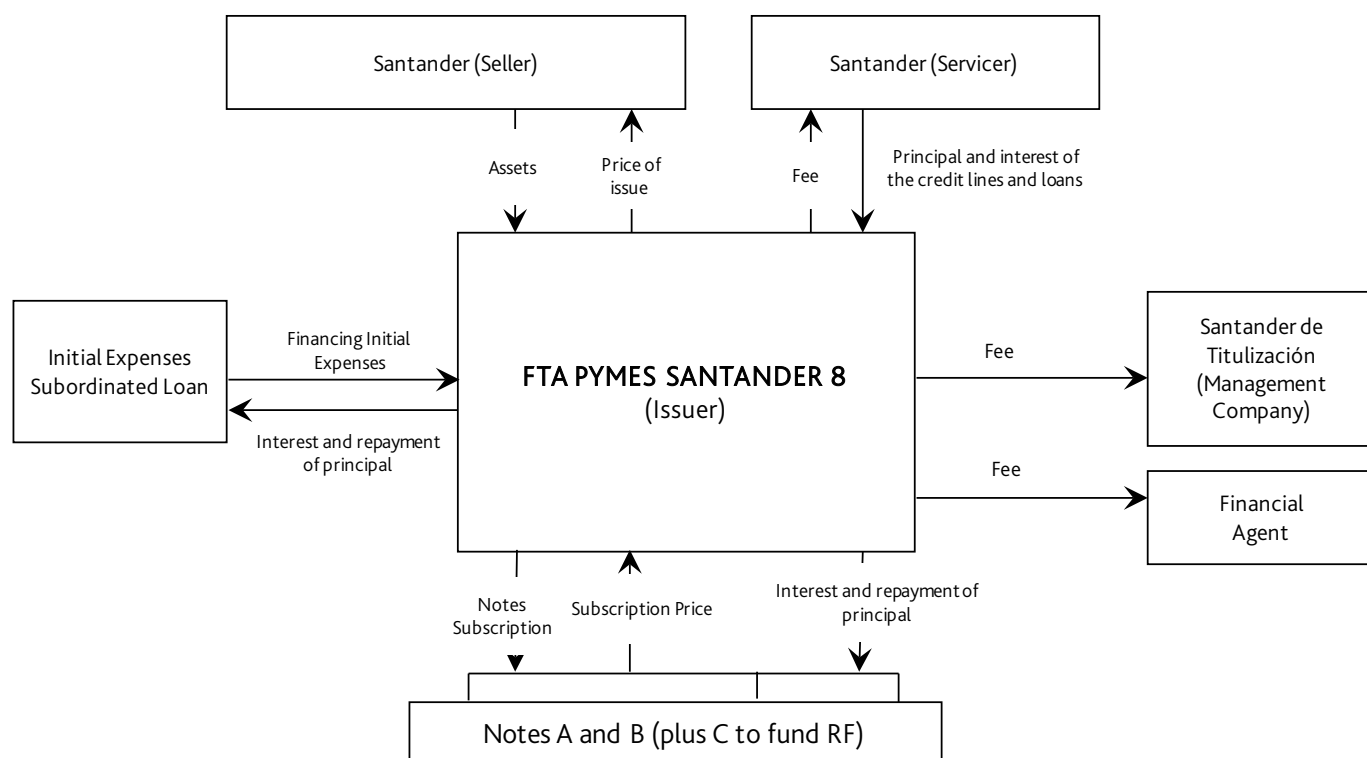 Santander (Seller)
Santander (Servicer)
Assets
Price of
issue
Fee
Principal and interest of
the credit lines and loans
Initial Expenses
Subordinated Loan
Financing Initial
Expenses
Interest and repayment
of principal
FTA PYMES SANTANDER 8
(Issuer)
Fee
Santander de
Titulización
(Management
Company)
Fee
Financial
Agent
Notes
Subscription
Subscription Price
Interest and repayment of
principal
Notes A and B (plus C to fund RF)